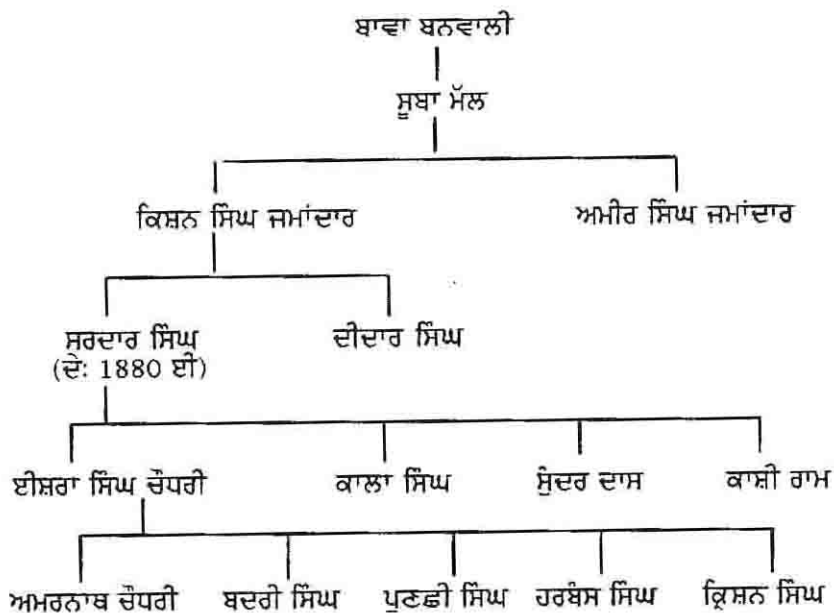 ਬਾਵਾ ਬਨਵਾਲੀ
ਸੂਬਾ ਮੱਲ
ਕਿਸ਼ਨ ਸਿੰਘ ਜਮਾਂਦਾਰ ਅਮੀਰ ਸਿੰਘ ਜਮਾਂਦਾਰ
ਸਰਦਾਰ ਸਿੰਘ ਦੀਦਾਰ ਸਿੰਘ
(ਦੇਃ 1880 ਈ)
ਈਸ਼ਰਾ ਸਿੰਘ ਚੌਧਰੀ ਕਾਲਾ ਸਿੰਘ ਸੁੰਦਰ ਦਾਸ ਕਾਸ਼ੀ ਰਾਮ
ਅਮਰਨਾਥ ਚੌਧਰੀ ਬਦਰੀ ਸਿੰਘ ਪੁਣਛੀ ਸਿੰਘ ਹਰਬੰਸ ਸਿੰਘ ਕ੍ਰਿਸ਼ਨ ਸਿੰਘ